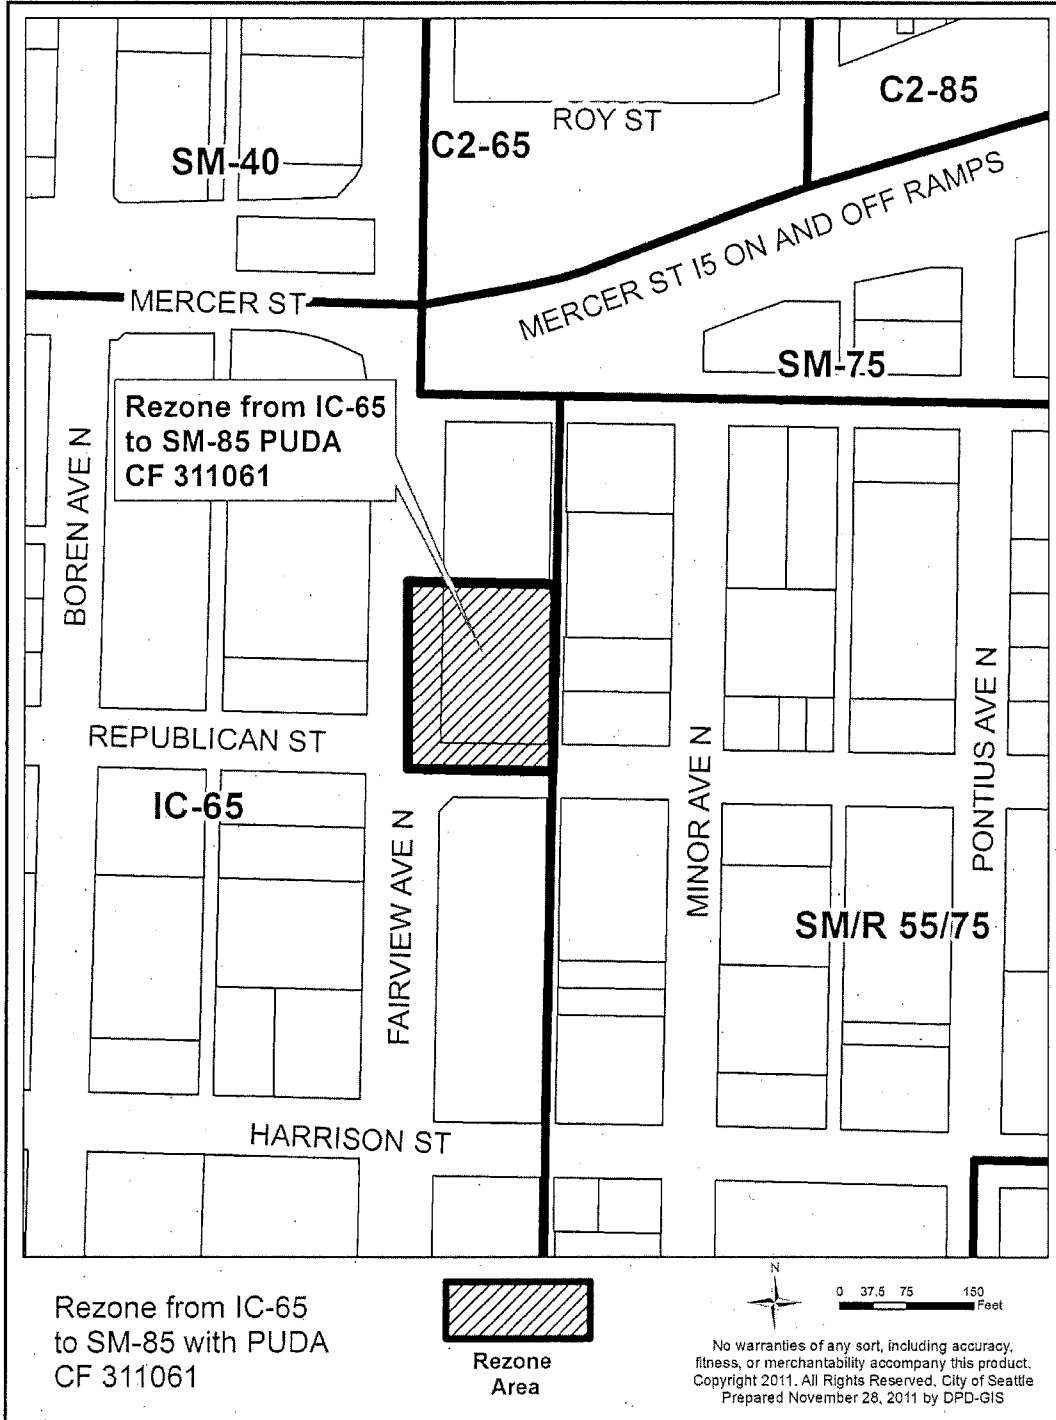 C2-85
ROY ST
C2-65
SM-40
MERCER ST I5 ON AND OFF RAMPS
MERCER ST
SM-75
Rezone from IC-65
to SM-85 PUDA
CF 311061
BOREN AVE N
REPUBLICAN ST
IC-65
FAIRVIEW AVE N
MINOR AVE N
PONTIUS AVE N
SM/R 55/75
HARRISON ST
Rezone from IC-65
to SM-85 with PUDA
CF 311061
Rezone
Area
N
0 37.5 75 150
Feet
No warranties of any sort, including accuracy,
fitness, or merchantability accompany this product.
Copyright 2011. All Rights Reserved, City of Seattle
Prepared November 28, 2011 by DPD-GIS